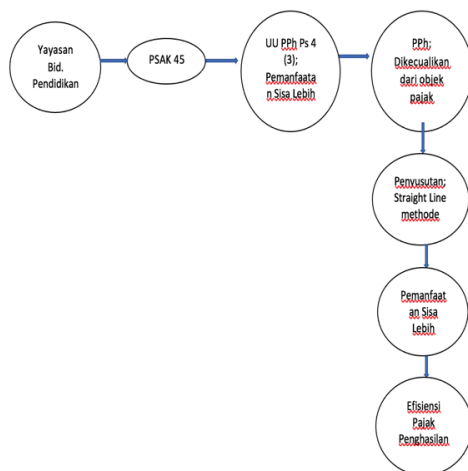 Yayasan
Bid.
Pendidikan
PSAK 45
UU PPh Ps 4
(3);
Pemanfaata
n Sisa Lebih
PPh;
Dikecualikan
dari objek
pajak
Penyusutan;
Straight Line
methode
Pemanfaat
an Sisa
Lebih
Efisiensi
Pajak
Penghasilan